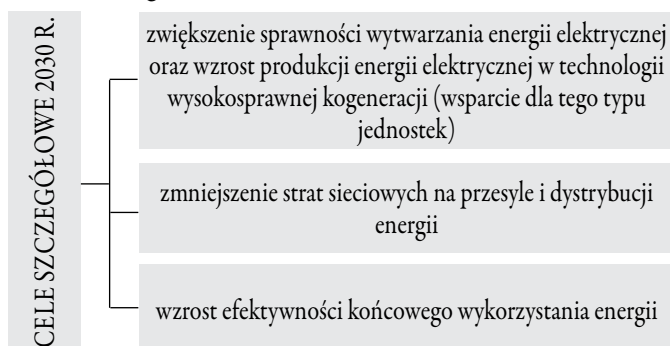 CELE SZCZEGÓŁOWE 2030 R.
zwiększenie sprawności wytwarzania energii elektrycznej
oraz wzrost produkcji energii elektrycznej w technologii
wysokosprawnej kogeneracji (wsparcie dla tego typu
jednostek)
zmniejszenie strat sieciowych na przesyle i dystrybucji
energii
wzrost efektywności końcowego wykorzystania energii